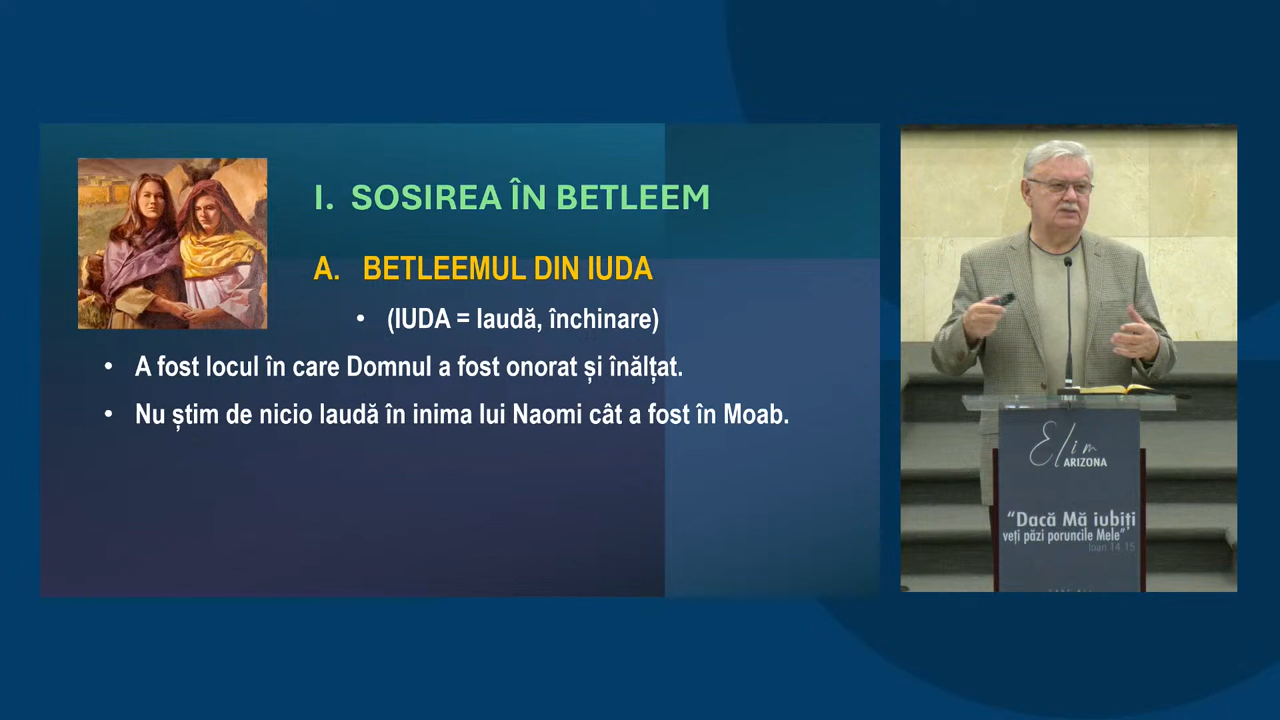 I. SOSIREA ÎN BETLEEM
A. BETLEEMUL DIN IUDA
• (IUDA = laudă, închinare)
• A fost locul în care Domnul a fost onorat și înălțat.
• Nu știm de nicio laudă în inima lui Naomi cât a fost în Moab.
Elim
ARIZONA
“Dacă Mă iubiți
veți păzi poruncile Mele”
Ioan 14.15